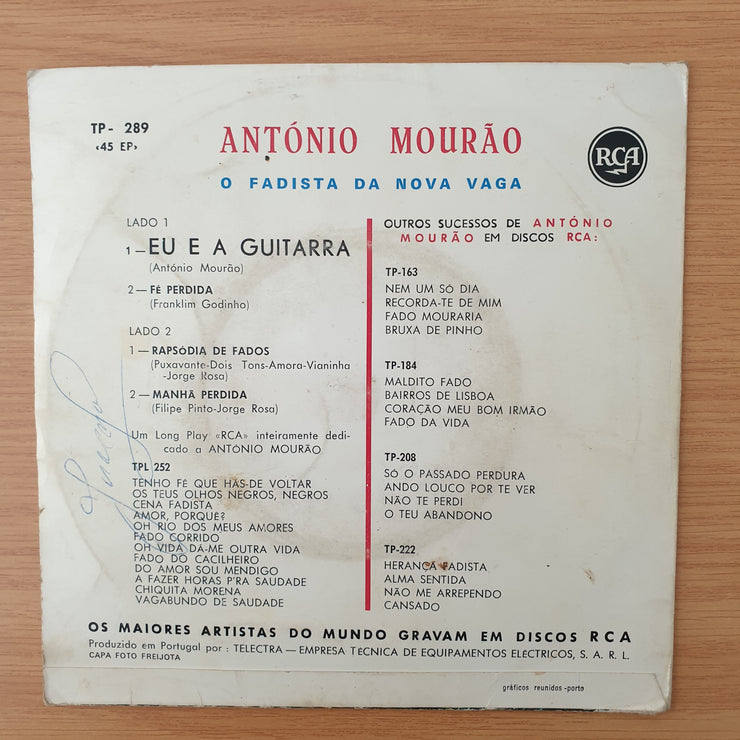 TP- 289
‹45 EP›
ANTÓNIO MOURÃO
O FADISTA DA NOVA VAGA
RCA
LADO 1
1—EU E A GUITARRA
(António Mourão)
2—FÉ PERDIDA
(Franklim Godinho)
LADO 2
1—RAPSÓDIA DE FADOS
(Puxavante-Dois Tons-Amora-Vianinha
-Jorge Rosa)
2—MANHÃ PERDIDA
(Filipe Pinto-Jorge Rosa)
Um Long Play «RCA» inteiramente dedi-
cado a ANTÓNIO MOURÃO
TPL 252
TENHO FÉ QUE HÁS-DE VOLTAR
OS TEUS OLHOS NEGROS, NEGROS
CENA FADISTA
AMOR, PORQUÊ?
OH RIO DOS MEUS AMORES
FADO CORRIDO
OH VIDA DÁ-ME OUTRA VIDA
FADO DO CACILHEIRO
DO AMOR SOU MENDIGO
A FAZER HORAS P'RA SAUDADE
CHIQUITA MORENA
VAGABUNDO DE SAUDADE
OUTROS SUCESSOS DE ANTÓNIO
MOURÃO EM DISCOS RCA:
TP-163
NEM UM SÓ DIA
RECORDA-TE DE MIM
FADO MOURARIA
BRUXA DE PINHO
TP-184
MALDITO FADO
BAIRROS DE LISBOA
CORAÇÃO MEU BOM IRMÃO
FADO DA VIDA
TP-208
SÓ O PASSADO PERDURA
ANDO LOUCO POR TE VER
NÃO TE PERDI
O TEU ABANDONO
TP-222
HERANÇA FADISTA
ALMA SENTIDA
NÃO ME ARREPENDO
CANSADO
OS MAIORES ARTISTAS DO MUNDO GRAVAM EM DISCOS RCA
Produzido em Portugal por : TELECTRA — EMPRESA TÉCNICA DE EQUIPAMENTOS ELÉCTRICOS, S. A. R. L.
CAPA FOTO FREIJOTA
gráficos reunidos-porto